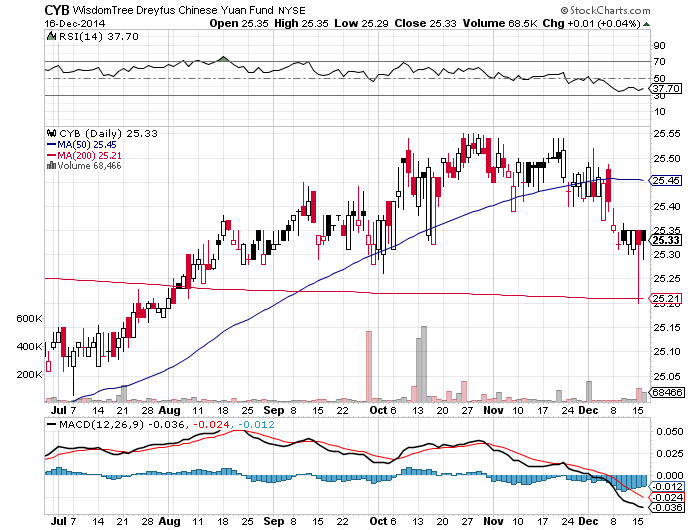 CYB WisdomTree Dreyfus Chinese Yuan Fund NYSE
© StockCharts.com
16-Dec-2014
Open 25.35 High 25.35 Low 25.29 Close 25.33 Volume 68.5K Chg +0.01 (+0.04%)
RSI(14) 37.70
90
70
50
37.70
30
10
CYB (Daily) 25.33
MA(50) 25.45
MA(200) 25.21
Volume 68,466
25.55
25.50
25.45
25.40
25.35
25.33
25.30
25.25
25.21
25.15
25.10
25.05
600K
400K
200K
68466
Jul 7 14 21 28 Aug 11 18 25 Sep 8 15 22 Oct 6 13 20 27 Nov 10 17 24 Dec 8 15
MACD(12,26,9) -0.036, -0.024, -0.012
0.050
0.025
0.000
-0.012
-0.024
-0.036
Jul 7 14 21 28 Aug 11 18 25 Sep 8 15 22 Oct 6 13 20 27 Nov 10 17 24 Dec 8 15